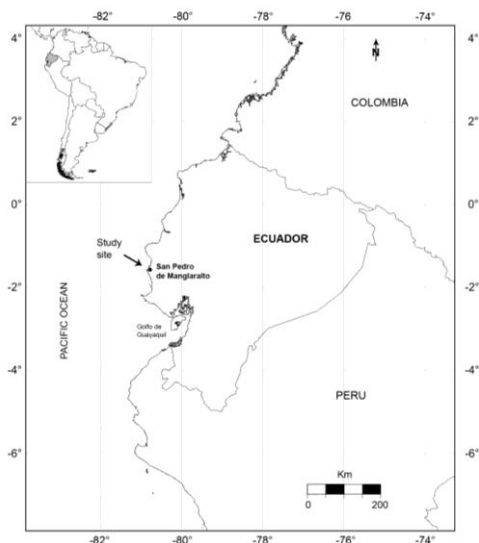 -82° -80° -78° -76° -74°
4° 4°
N
COLOMBIA
2° 2°
0° 0°
Study
site
ECUADOR
San Pedro
de Manglaralto
-2° -2°
PACIFIC OCEAN
Golfo de
Guayaquil
-4° -4°
PERU
-6° -6°
Km
0 200
-82° -80° -78° -76° -74°